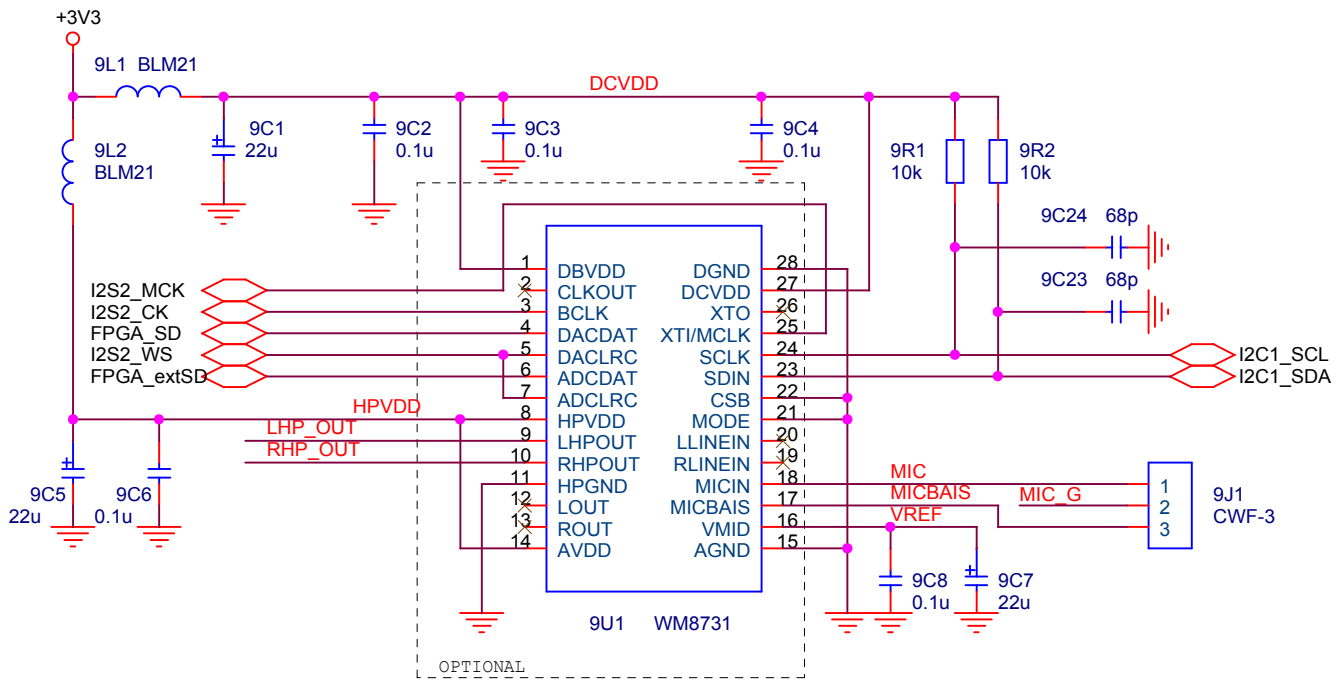 +3V3
9L1 BLM21
DCVDD
9C1
22u
9C2
0.1u
9C3
0.1u
9C4
0.1u
9R1
10k
9R2
10k
9L2
BLM21
9C24 68p
9C23 68p
I2S2_MCK
I2S2_CK
FPGA_SD
I2S2_WS
FPGA_extSD
HPVDD
LHP_OUT
RHP_OUT
9C5
22u
9C6
0.1u
1 DBVDD
2 CLKOUT
3 BCLK
4 DACDAT
5 DACLRC
6 ADCDAT
7 ADCLRC
8 HPVDD
9 LHPOUT
10 RHPOUT
11 HPGND
12 LOUT
13 ROUT
14 AVDD
DGND 28
DCVDD 27
XTO 26
XTI/MCLK 25
SCLK 24
SDIN 23
CSB 22
MODE 21
LLINEIN 20
RLINEIN 19
MICIN 18
MICBAIS 17
VMID 16
AGND 15
9U1 WM8731
OPTIONAL
I2C1_SCL
I2C1_SDA
MIC
MICBAIS
MIC_G
VREF
1
2
3
9J1
CWF-3
9C8
0.1u
9C7
22u